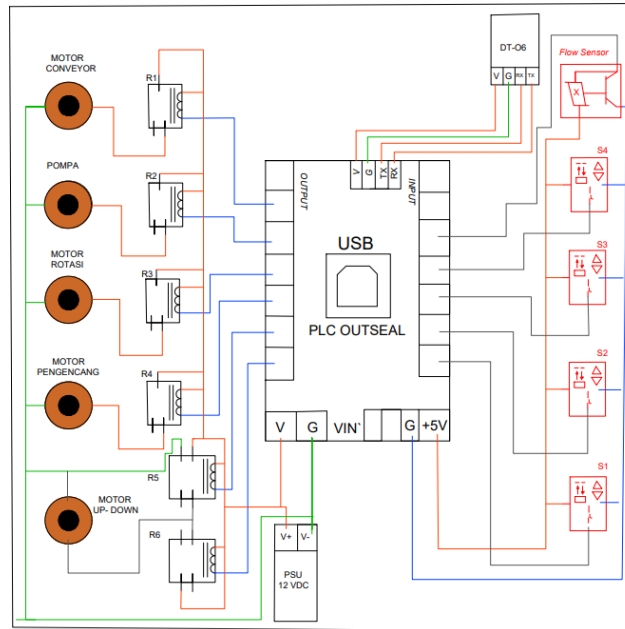 MOTOR
CONVEYOR
R1
DT-06
V G RX TX
Flow Sensor
X
POMPA
R2
OUTPUT
V G TX RX
INPUT
S4
USB
MOTOR
ROTASI
R3
S3
PLC OUTSEAL
MOTOR
PENGENCANG
R4
S2
V G VIN` G +5V
R5
S1
MOTOR
UP- DOWN
R6
V+ V-
PSU
12 VDC